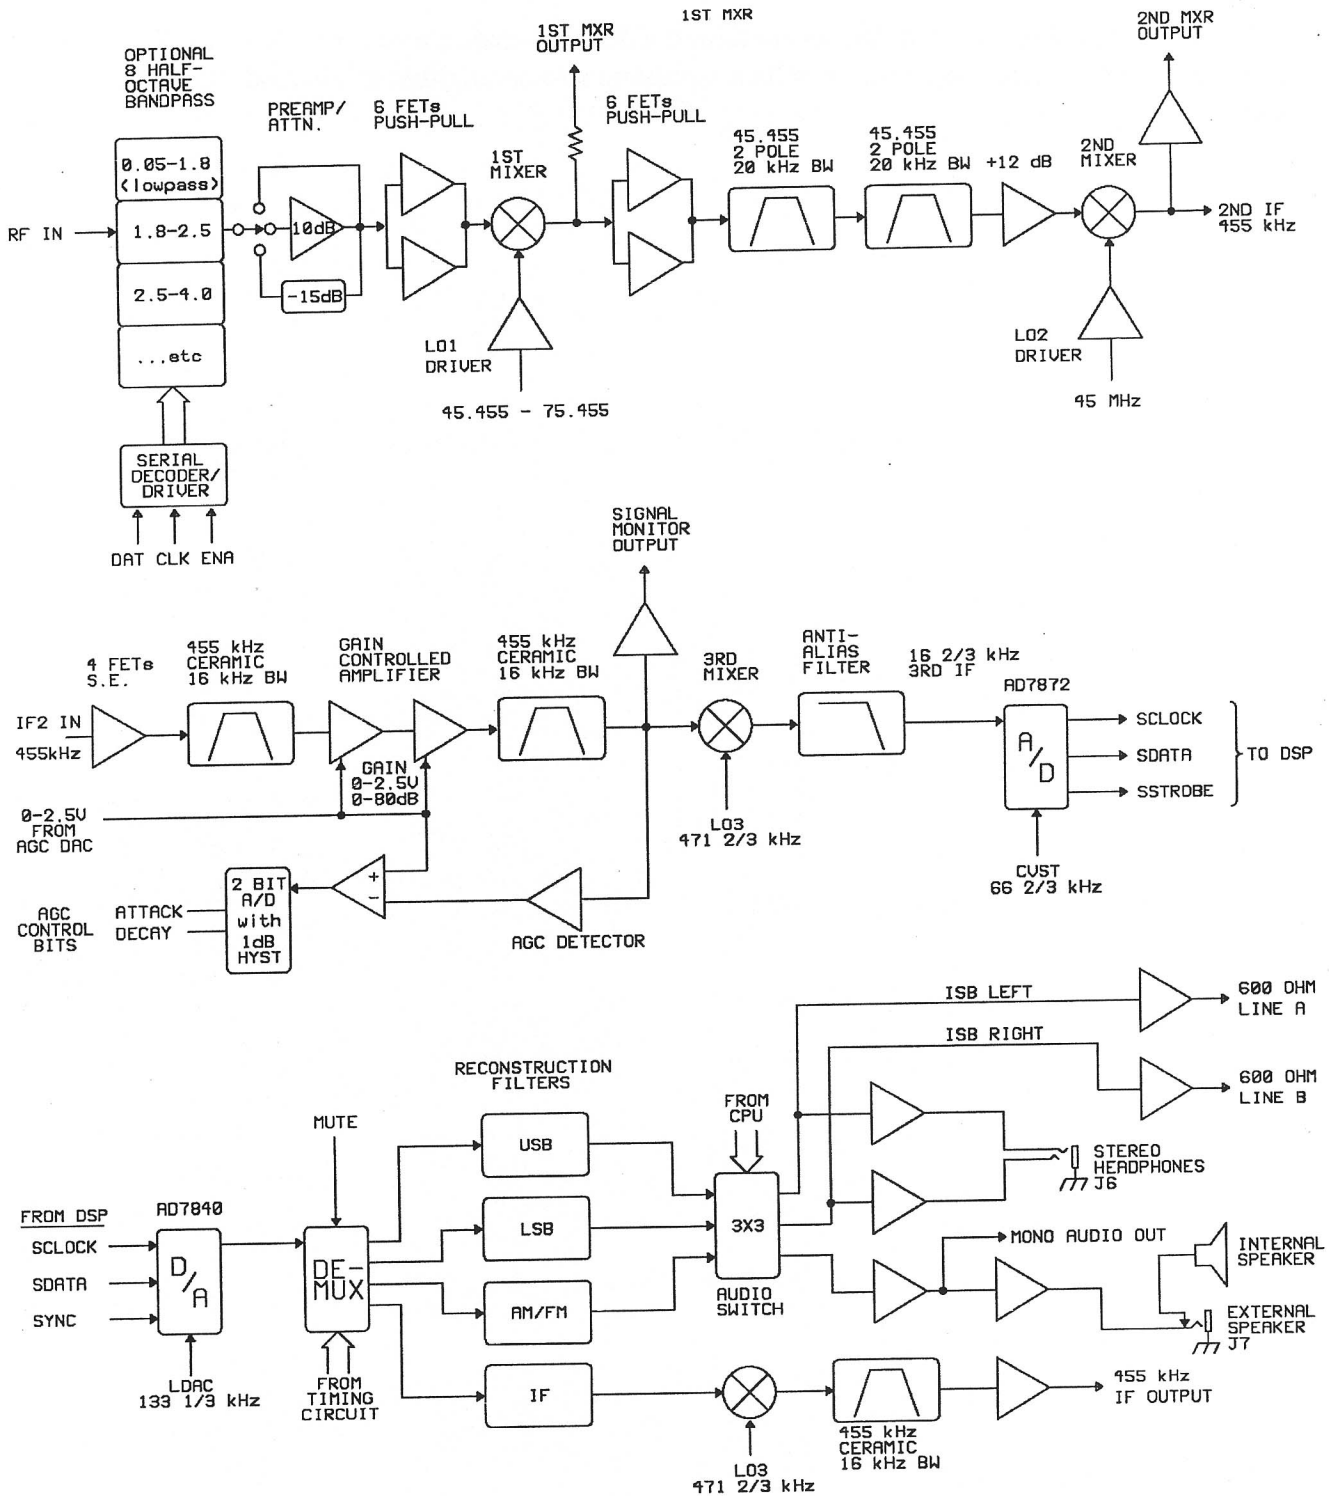 1ST MXR
1ST MXR
OUTPUT
2ND MXR
OUTPUT
OPTIONAL
8 HALF-
OCTAVE
BANDPASS
PREAMP/
ATTN.
6 FETs
PUSH-PULL
1ST
MIXER
6 FETs
PUSH-PULL
45.455
2 POLE
20 kHz BW
45.455
2 POLE
20 kHz BW
+12 dB
2ND
MIXER
0.05-1.8
(lowpass)
RF IN
1.8-2.5
10dB
2ND IF
455 kHz
2.5-4.0
-15dB
...etc
LO1
DRIVER
LO2
DRIVER
45.455 - 75.455
45 MHz
SERIAL
DECODER/
DRIVER
DAT CLK ENA
SIGNAL
MONITOR
OUTPUT
4 FETs
S.E.
455 kHz
CERAMIC
16 kHz BW
GAIN
CONTROLLED
AMPLIFIER
455 kHz
CERAMIC
16 kHz BW
3RD
MIXER
ANTI-
ALIAS
FILTER
16 2/3 kHz
3RD IF
AD7872
IF2 IN
455kHz
A/D
SCLOCK
SDATA
SSTROBE
TO DSP
GAIN
0-2.5V
0-80dB
0-2.5V
FROM
AGC DAC
LO3
471 2/3 kHz
CVST
66 2/3 kHz
+
-
2 BIT
A/D
with
1dB
HYST
AGC
CONTROL
BITS
ATTACK
DECAY
AGC DETECTOR
ISB LEFT
600 OHM
LINE A
ISB RIGHT
600 OHM
LINE B
RECONSTRUCTION
FILTERS
MUTE
FROM
CPU
USB
STEREO
HEADPHONES
J6
FROM DSP
AD7840
SCLOCK
SDATA
SYNC
D/A
DE-
MUX
LSB
3X3
AUDIO
SWITCH
MONO AUDIO OUT
INTERNAL
SPEAKER
AM/FM
EXTERNAL
SPEAKER
J7
LDAC
133 1/3 kHz
FROM
TIMING
CIRCUIT
IF
455 kHz
IF OUTPUT
LO3
471 2/3 kHz
455 kHz
CERAMIC
16 kHz BW